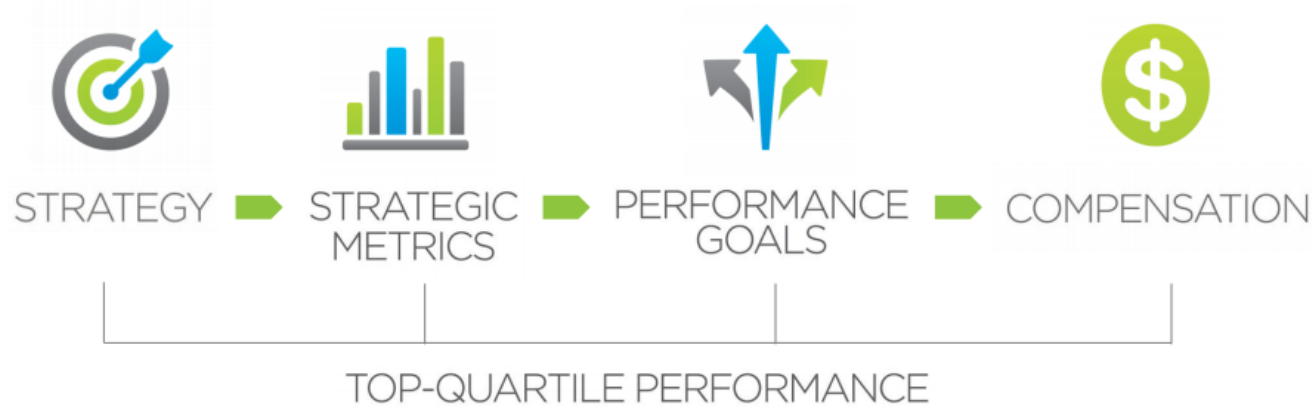 $
STRATEGY
STRATEGIC
METRICS
PERFORMANCE
GOALS
COMPENSATION
TOP-QUARTILE PERFORMANCE